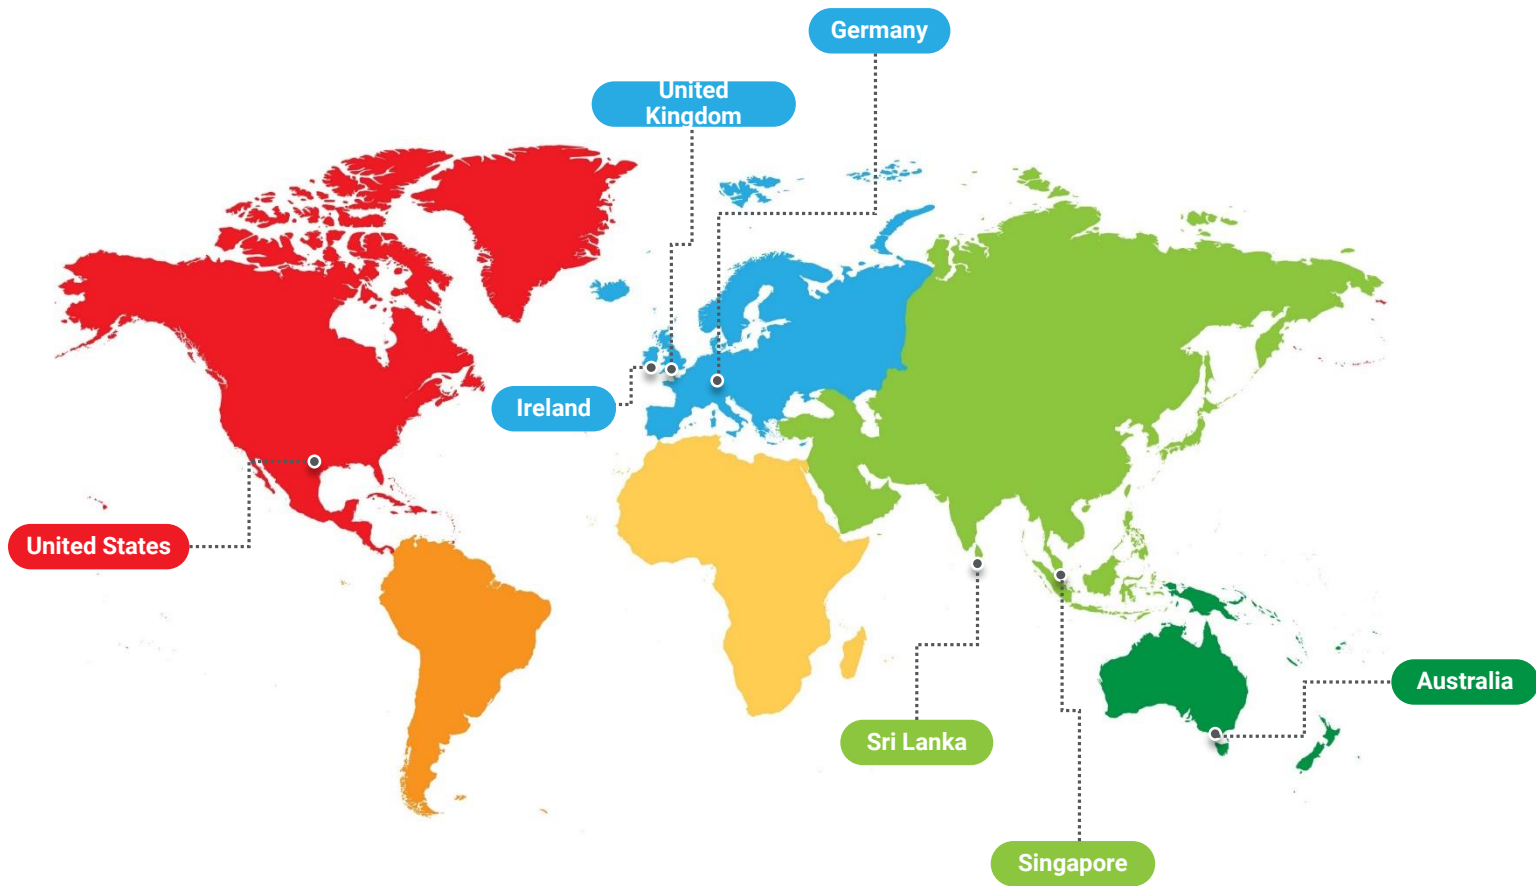 Germany
United
Kingdom
Ireland
United States
Australia
Sri Lanka
Singapore